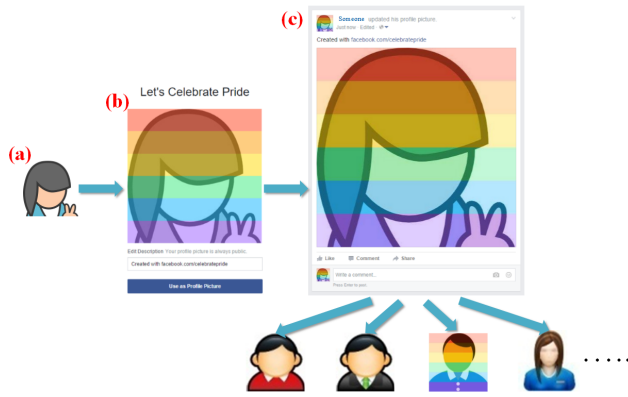 (a)
(b)
Let's Celebrate Pride
Edit Description Your profile picture is always public.
Created with facebook.com/celebratepride
Use as Profile Picture
(c)
Someone updated his profile picture.
Just now · Edited ·
Created with facebook.com/celebratepride
Like Comment Share
Write a comment...
Press Enter to post.
. . . . .